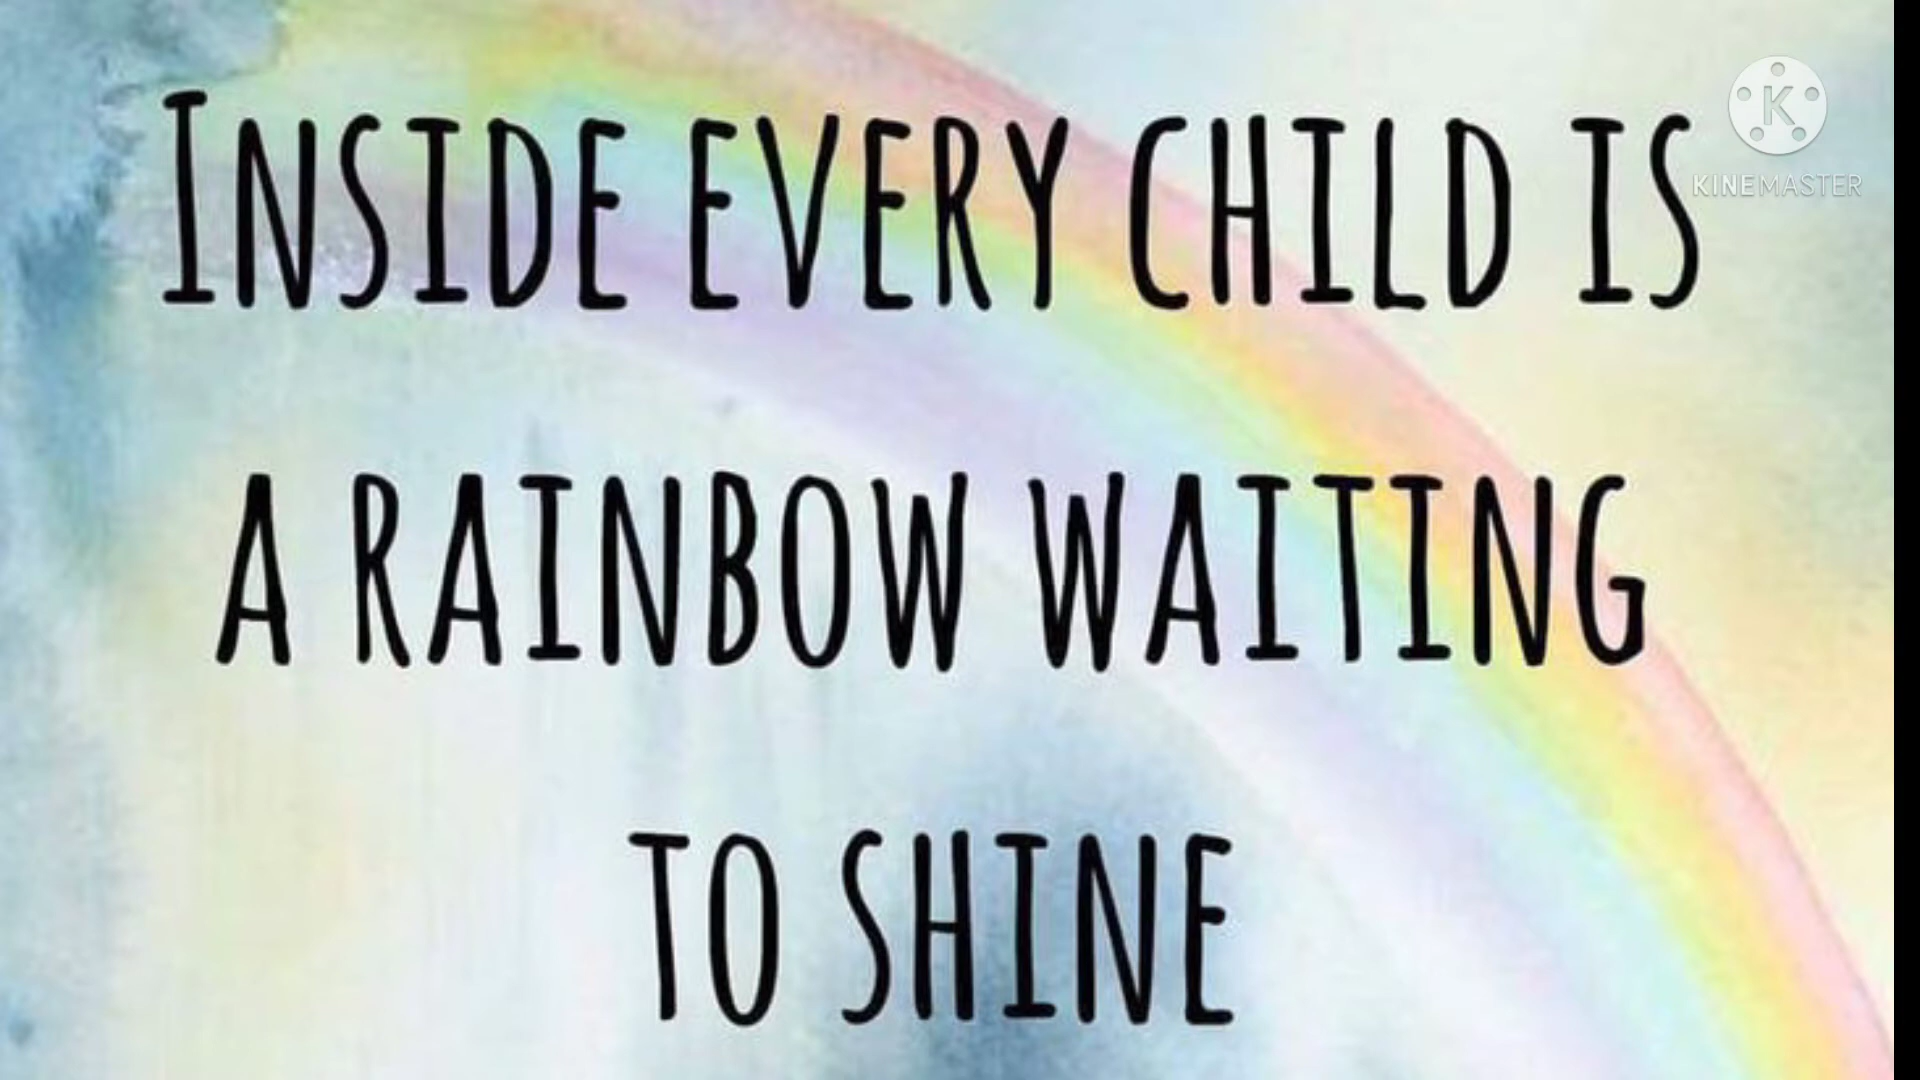 INSIDE EVERY CHILD IS
A RAINBOW WAITING
TO SHINE
K
KINEMASTER